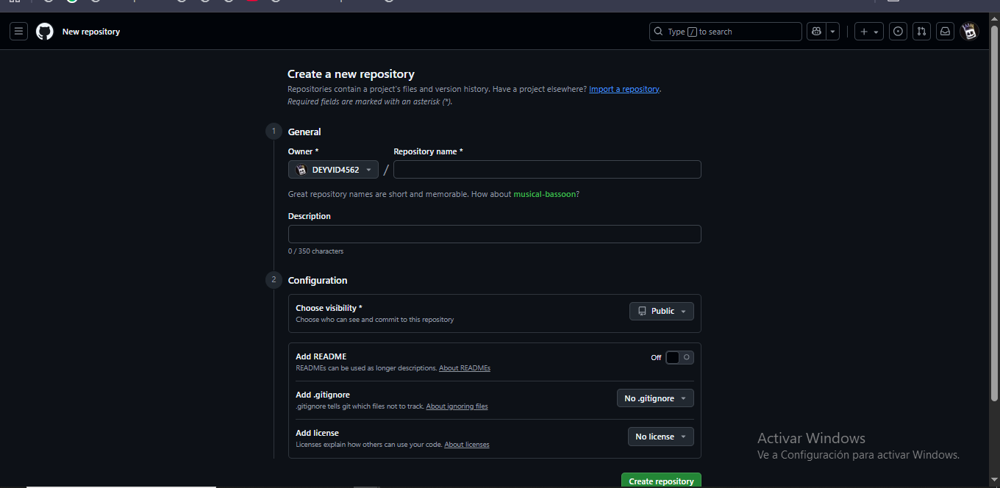 New repository
Type / to search
Create a new repository
Repositories contain a project's files and version history. Have a project elsewhere? Import a repository.
Required fields are marked with an asterisk (*).
1 General
Owner * Repository name *
DEYVID4562 /
Great repository names are short and memorable. How about musical-bassoon?
Description
0 / 350 characters
2 Configuration
Choose visibility *
Choose who can see and commit to this repository
Public
Add README
READMEs can be used as longer descriptions. About READMEs
Off
Add .gitignore
.gitignore tells git which files not to track. About ignoring files
No .gitignore
Add license
Licenses explain how others can use your code. About licenses
No license
Create repository
Activar Windows
Ve a Configuración para activar Windows.